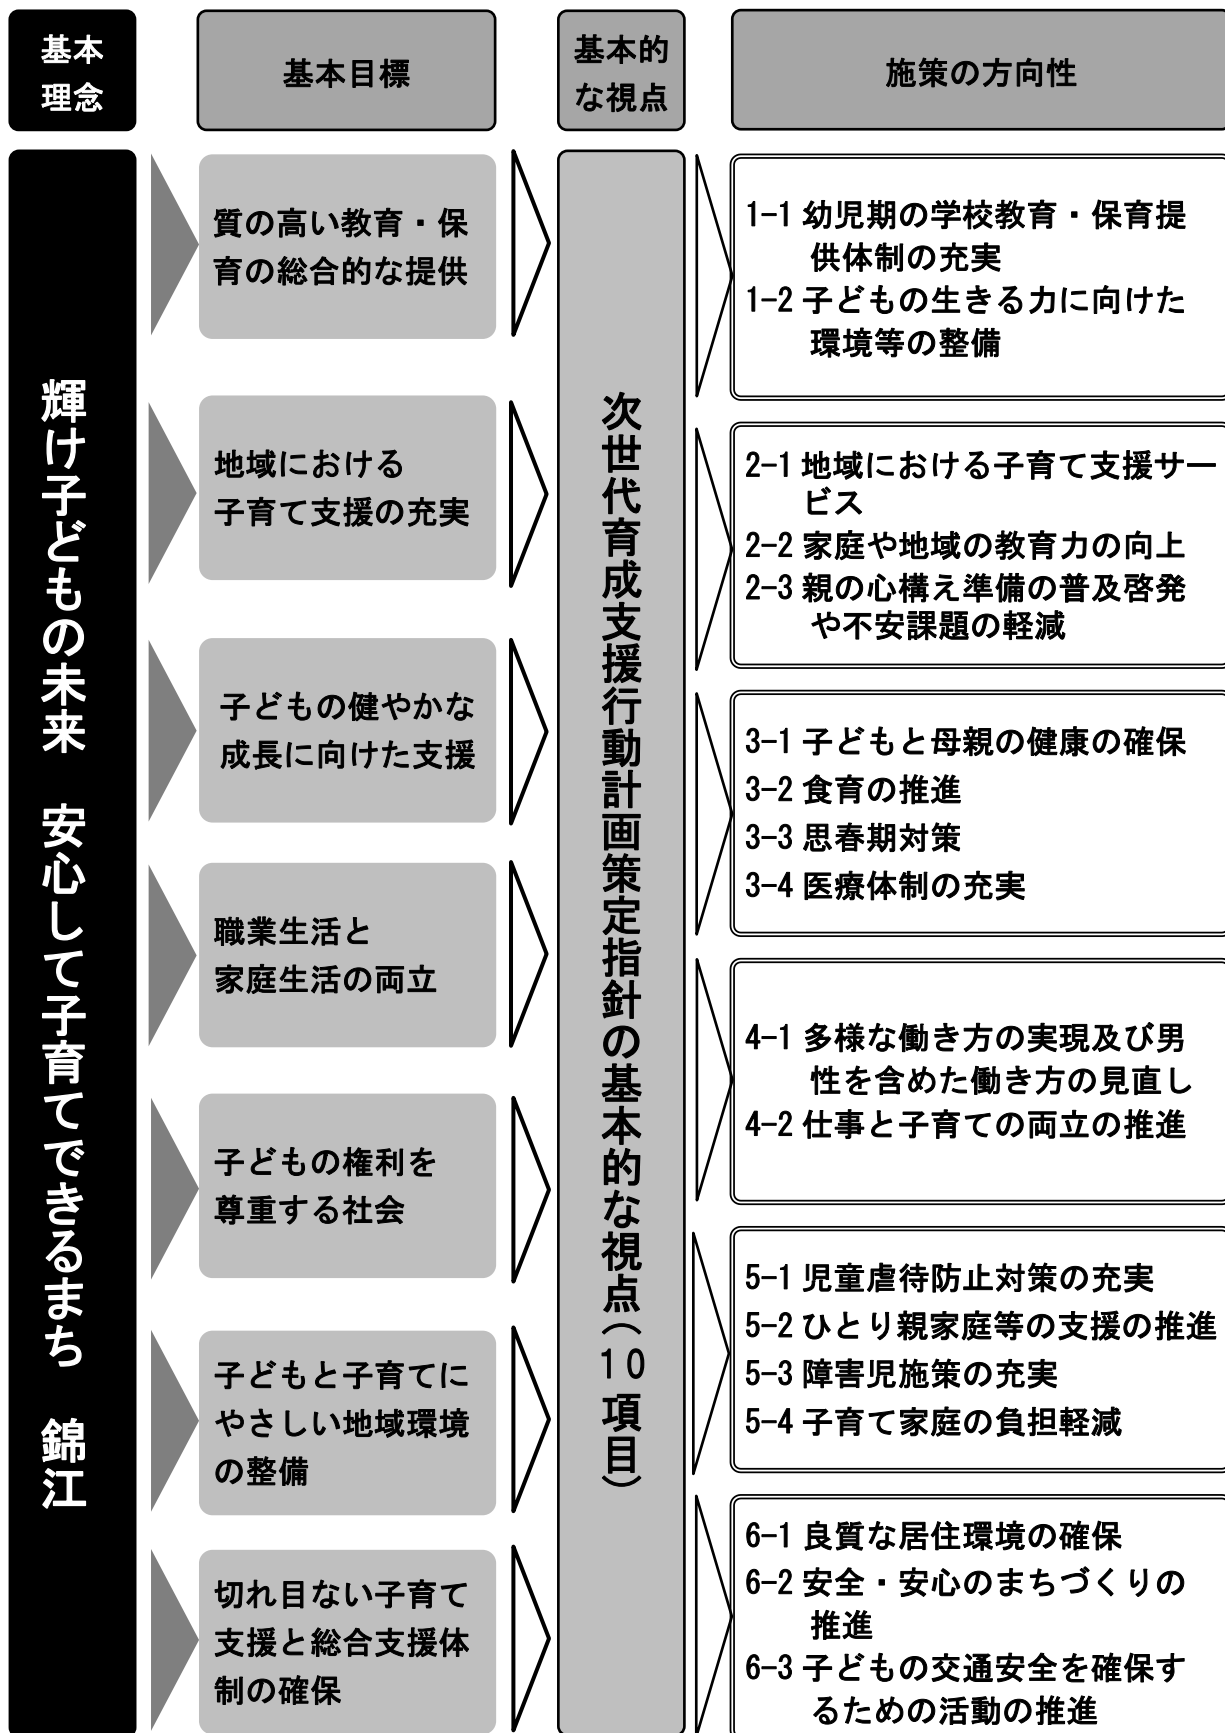 基本
理念
基本目標
基本的
な視点
施策の方向性
輝け子どもの未来　安心して子育てできるまち　錦江
質の高い教育・保
育の総合的な提供
地域における
子育て支援の充実
子どもの健やかな
成長に向けた支援
職業生活と
家庭生活の両立
子どもの権利を
尊重する社会
子どもと子育てに
やさしい地域環境
の整備
切れ目ない子育て
支援と総合支援体
制の確保
次世代育成支援行動計画策定指針の基本的な視点（10項目）
1-1 幼児期の学校教育・保育提
供体制の充実
1-2 子どもの生きる力に向けた
環境等の整備
2-1 地域における子育て支援サー
ビス
2-2 家庭や地域の教育力の向上
2-3 親の心構え準備の普及啓発
や不安課題の軽減
3-1 子どもと母親の健康の確保
3-2 食育の推進
3-3 思春期対策
3-4 医療体制の充実
4-1 多様な働き方の実現及び男
性を含めた働き方の見直し
4-2 仕事と子育ての両立の推進
5-1 児童虐待防止対策の充実
5-2 ひとり親家庭等の支援の推進
5-3 障害児施策の充実
5-4 子育て家庭の負担軽減
6-1 良質な居住環境の確保
6-2 安全・安心のまちづくりの
推進
6-3 子どもの交通安全を確保す
るための活動の推進